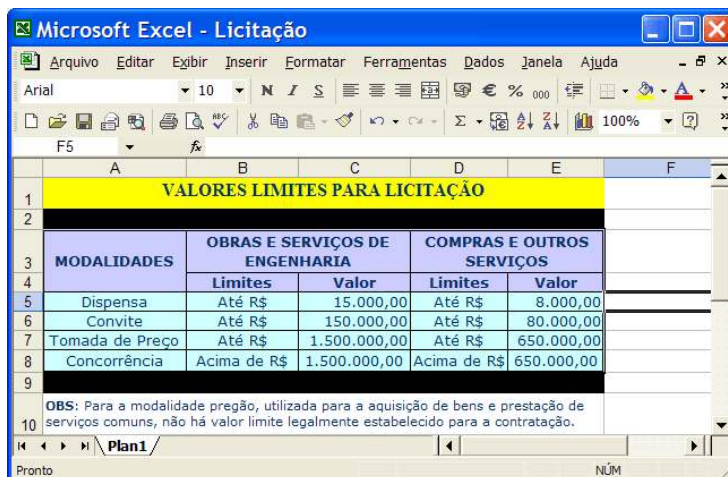 Microsoft Excel - Licitação
Arquivo Editar Exibir Inserir Formatar Ferramentas Dados Janela Ajuda
Arial 10 N I S € % 000
Σ 100%
F5 fx
A B C D E F
1 VALORES LIMITES PARA LICITAÇÃO
2
3 MODALIDADES OBRAS E SERVIÇOS DE ENGENHARIA COMPRAS E OUTROS SERVIÇOS
4 Limites Valor Limites Valor
5 Dispensa Até R$ 15.000,00 Até R$ 8.000,00
6 Convite Até R$ 150.000,00 Até R$ 80.000,00
7 Tomada de Preço Até R$ 1.500.000,00 Até R$ 650.000,00
8 Concorrência Acima de R$ 1.500.000,00 Acima de R$ 650.000,00
9
OBS: Para a modalidade pregão, utilizada para a aquisição de bens e prestação de
10 serviços comuns, não há valor limite legalmente estabelecido para a contratação.
Plan1
Pronto NÚM